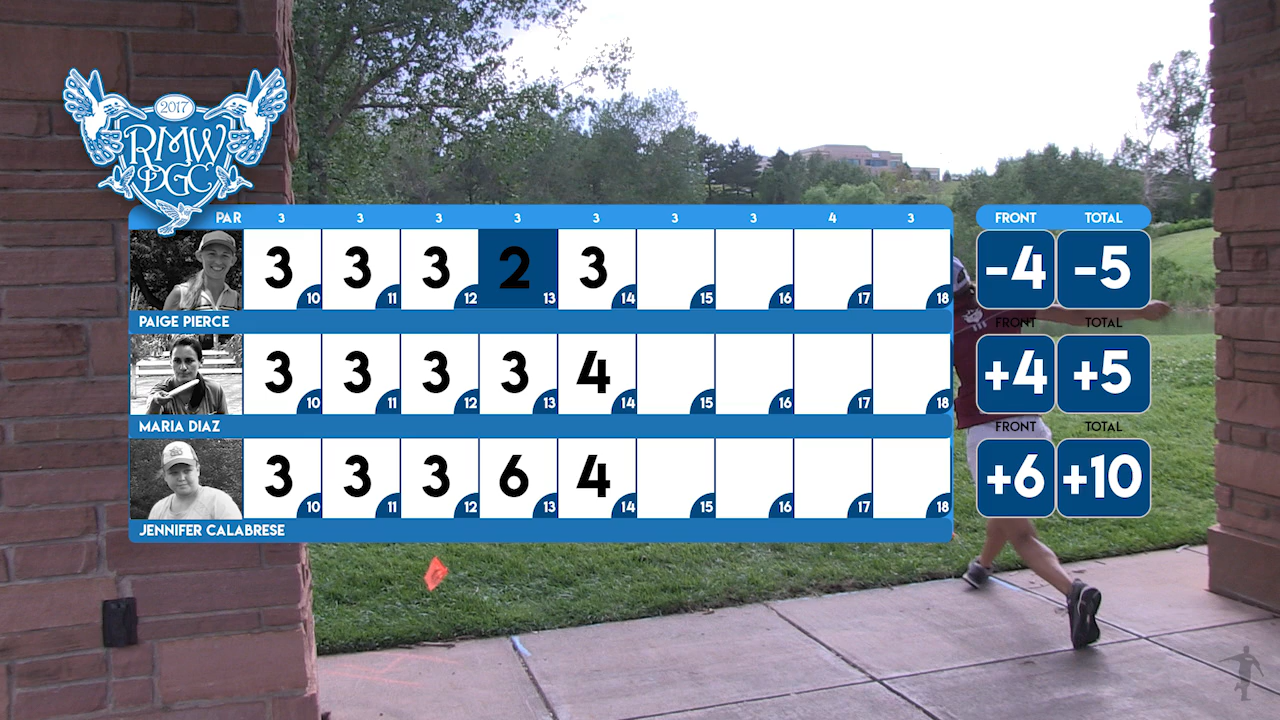 2017
RMW
DGC
PAR 3 3 3 3 3 3 3 4 3 FRONT TOTAL
3 3 3 2 3 -4 -5
10 11 12 13 14 15 16 17 18
PAIGE PIERCE FRONT TOTAL
3 3 3 3 4 +4 +5
10 11 12 13 14 15 16 17 18
MARIA DIAZ FRONT TOTAL
3 3 3 6 4 +6 +10
10 11 12 13 14 15 16 17 18
JENNIFER CALABRESE